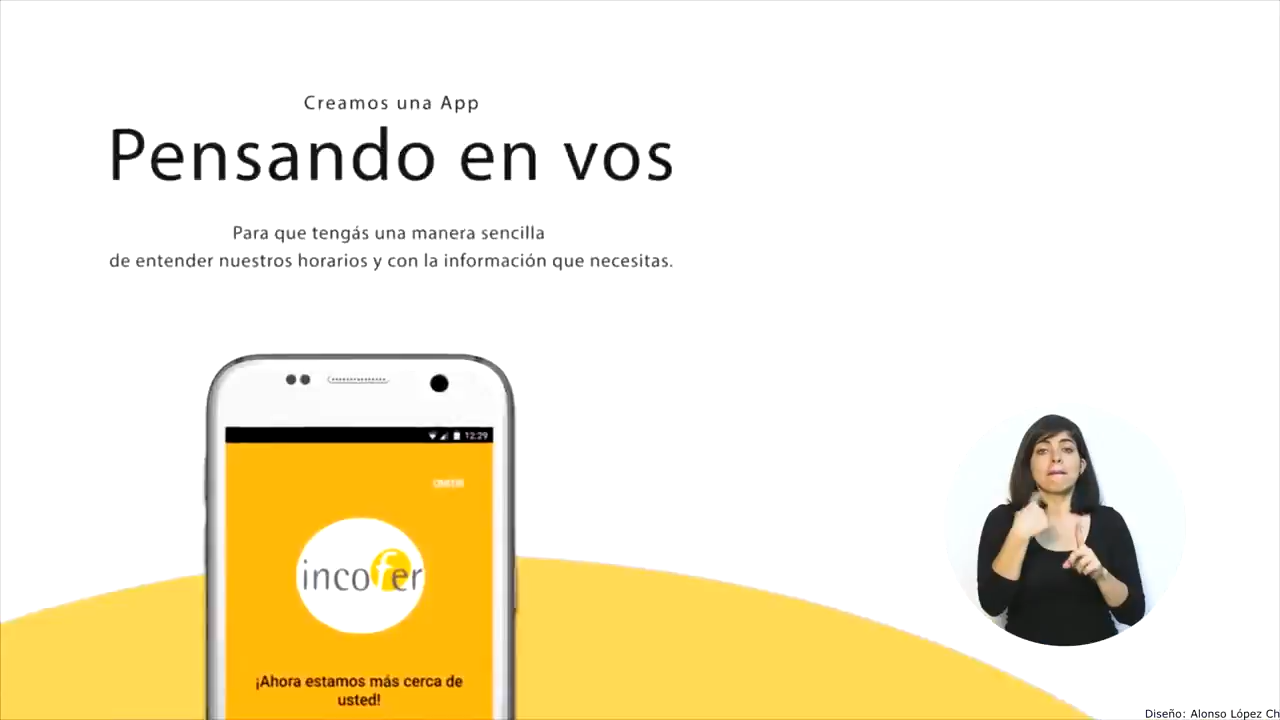 Creamos una App
Pensando en vos
Para que tengás una manera sencilla
de entender nuestros horarios y con la información que necesitas.
12:29
incofer
¡Ahora estamos más cerca de
usted!
Diseño: Alonso López Ch